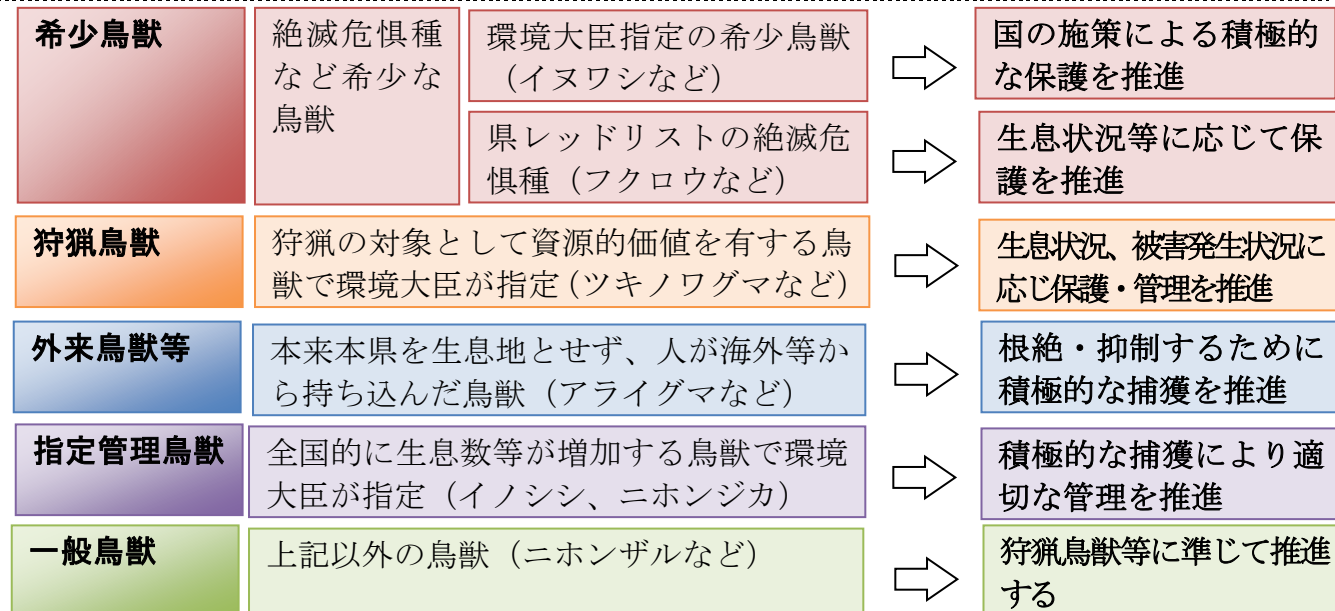 希少鳥獣
絶滅危惧種
など希少な
鳥獣
環境大臣指定の希少鳥獣
(イヌワシなど)
国の施策による積極的
な保護を推進
県レッドリストの絶滅危
惧種(フクロウなど)
生息状況等に応じて保
護を推進
狩猟鳥獣
狩猟の対象として資源的価値を有する鳥
獣で環境大臣が指定(ツキノワグマなど)
生息状況、被害発生状況に
応じ保護・管理を推進
外来鳥獣等
本来本県を生息地とせず、人が海外等か
ら持ち込んだ鳥獣(アライグマなど)
根絶・抑制するために
積極的な捕獲を推進
指定管理鳥獣
全国的に生息数等が増加する鳥獣で環境
大臣が指定(イノシシ、ニホンジカ)
積極的な捕獲により適
切な管理を推進
一般鳥獣
上記以外の鳥獣(ニホンザルなど)
狩猟鳥獣等に準じて推進
する